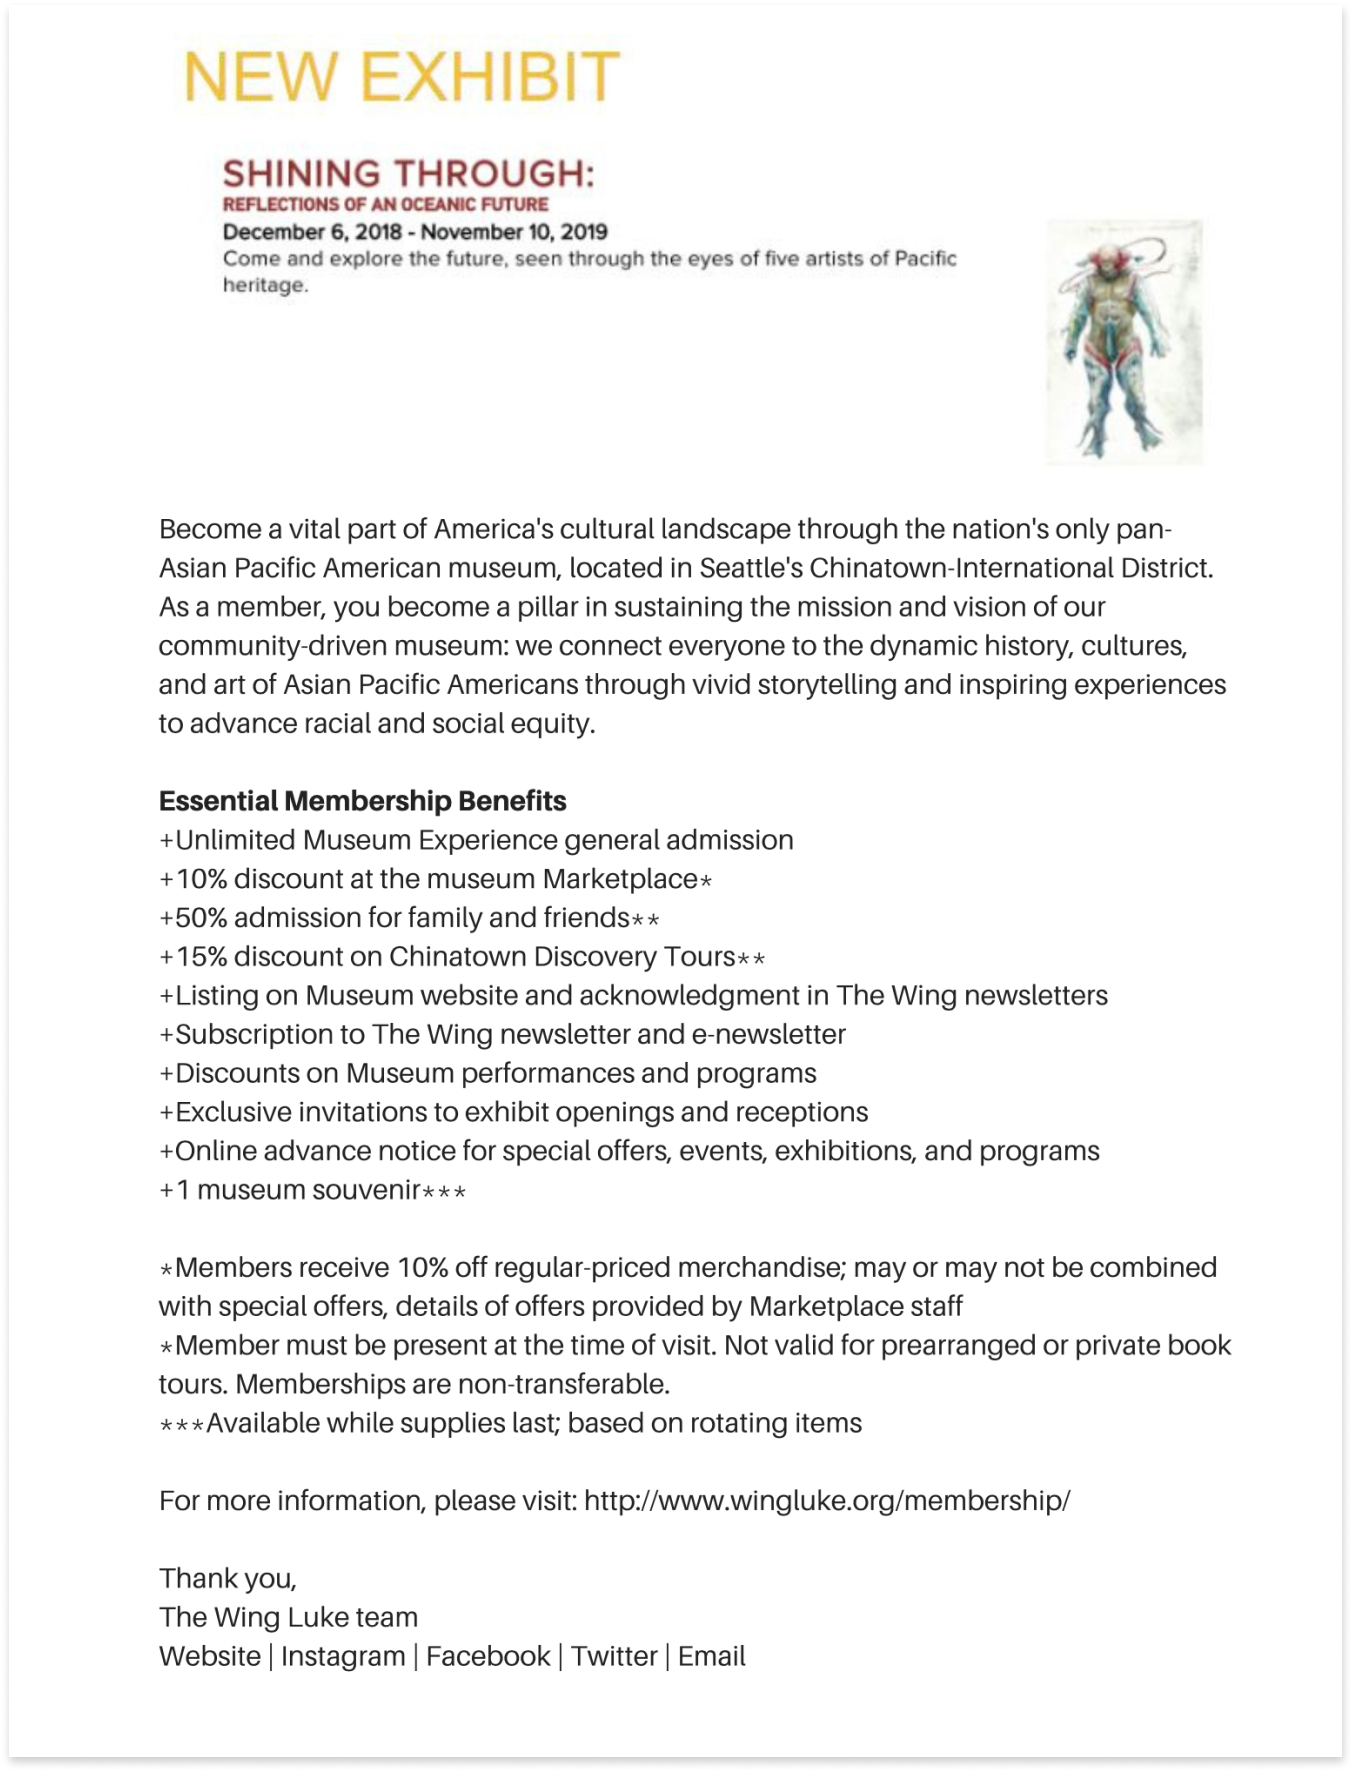 NEW EXHIBIT
SHINING THROUGH:
REFLECTIONS OF AN OCEANIC FUTURE
December 6, 2018 - November 10, 2019
Come and explore the future, seen through the eyes of five artists of Pacific
heritage.
Become a vital part of America's cultural landscape through the nation's only pan-
Asian Pacific American museum, located in Seattle's Chinatown-International District.
As a member, you become a pillar in sustaining the mission and vision of our
community-driven museum: we connect everyone to the dynamic history, cultures,
and art of Asian Pacific Americans through vivid storytelling and inspiring experiences
to advance racial and social equity.
Essential Membership Benefits
+Unlimited Museum Experience general admission
+10% discount at the museum Marketplace*
+50% admission for family and friends**
+15% discount on Chinatown Discovery Tours**
+Listing on Museum website and acknowledgment in The Wing newsletters
+Subscription to The Wing newsletter and e-newsletter
+Discounts on Museum performances and programs
+Exclusive invitations to exhibit openings and receptions
+Online advance notice for special offers, events, exhibitions, and programs
+1 museum souvenir***
*Members receive 10% off regular-priced merchandise; may or may not be combined
with special offers, details of offers provided by Marketplace staff
*Member must be present at the time of visit. Not valid for prearranged or private book
tours. Memberships are non-transferable.
***Available while supplies last; based on rotating items
For more information, please visit: http://www.wingluke.org/membership/
Thank you,
The Wing Luke team
Website | Instagram | Facebook | Twitter | Email